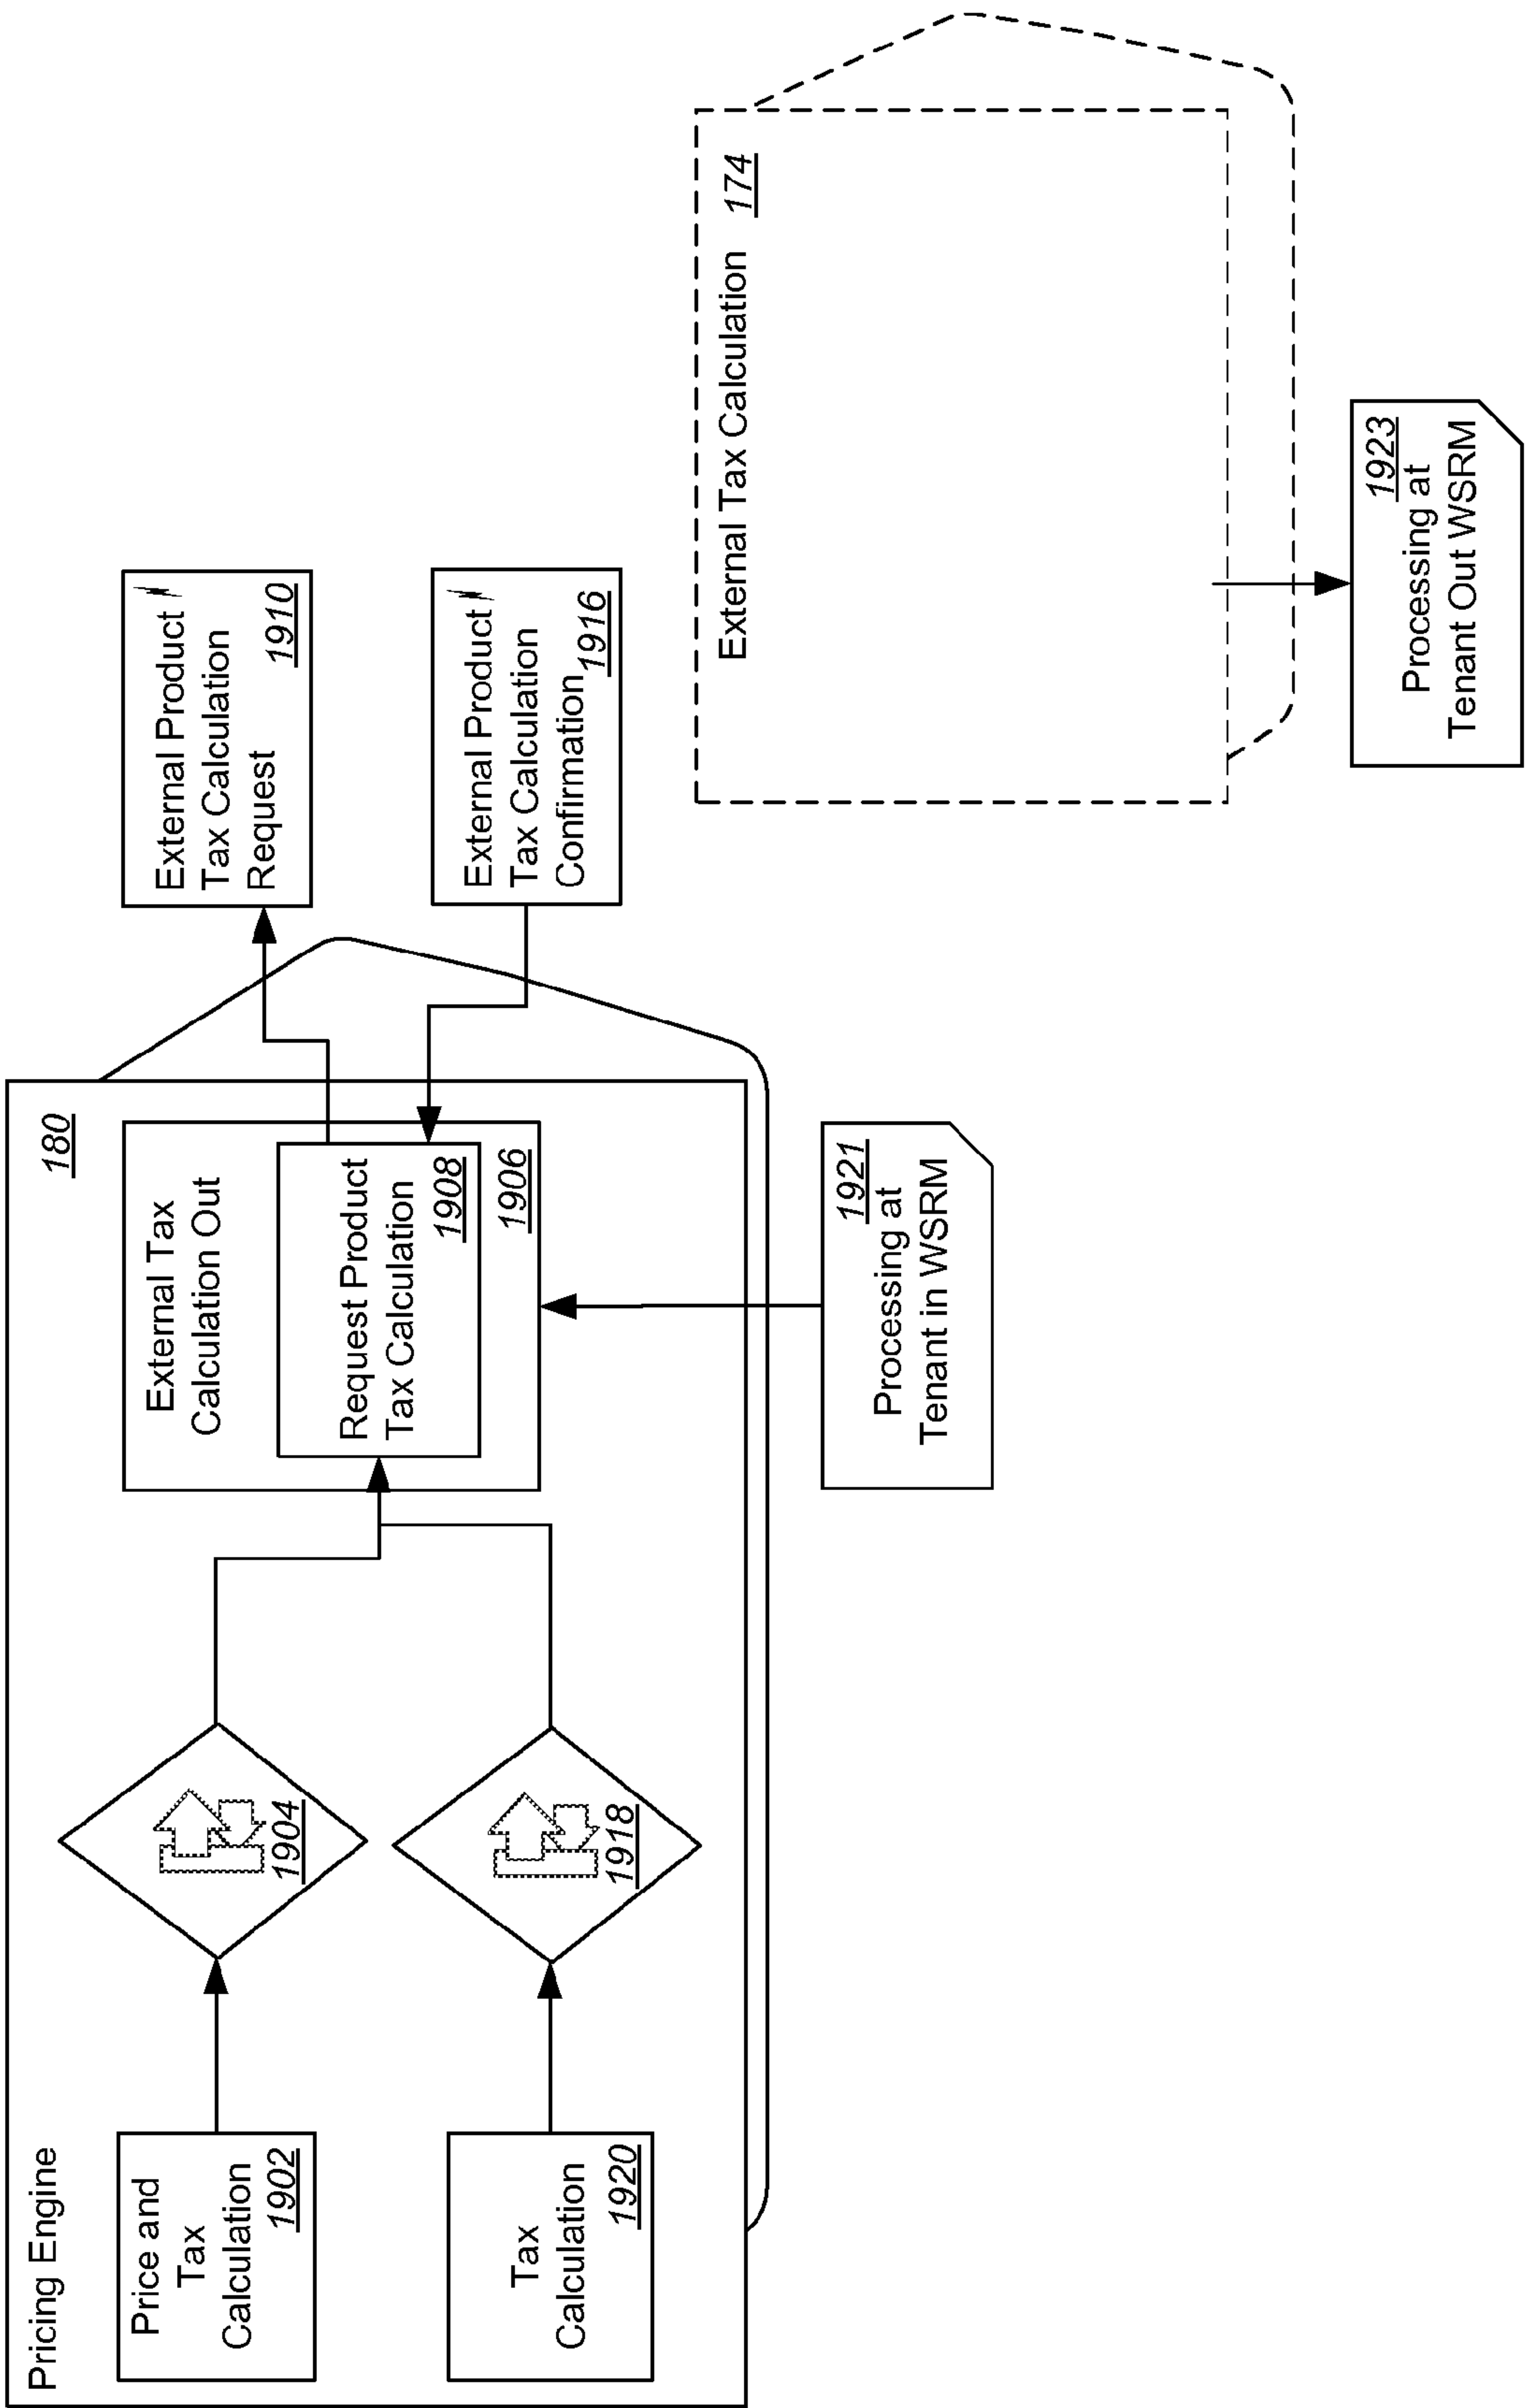 Pricing Engine
180
Price and
Tax
Calculation
1902
1904
External Tax
Calculation Out
Request Product
Tax Calculation
1908
1906
External Product
Tax Calculation
Request
1910
External Product
Tax Calculation
Confirmation
1916
Tax
Calculation
1920
1918
External Tax Calculation
174
1921
Processing at
Tenant in WSRM
1923
Processing at
Tenant Out WSRM